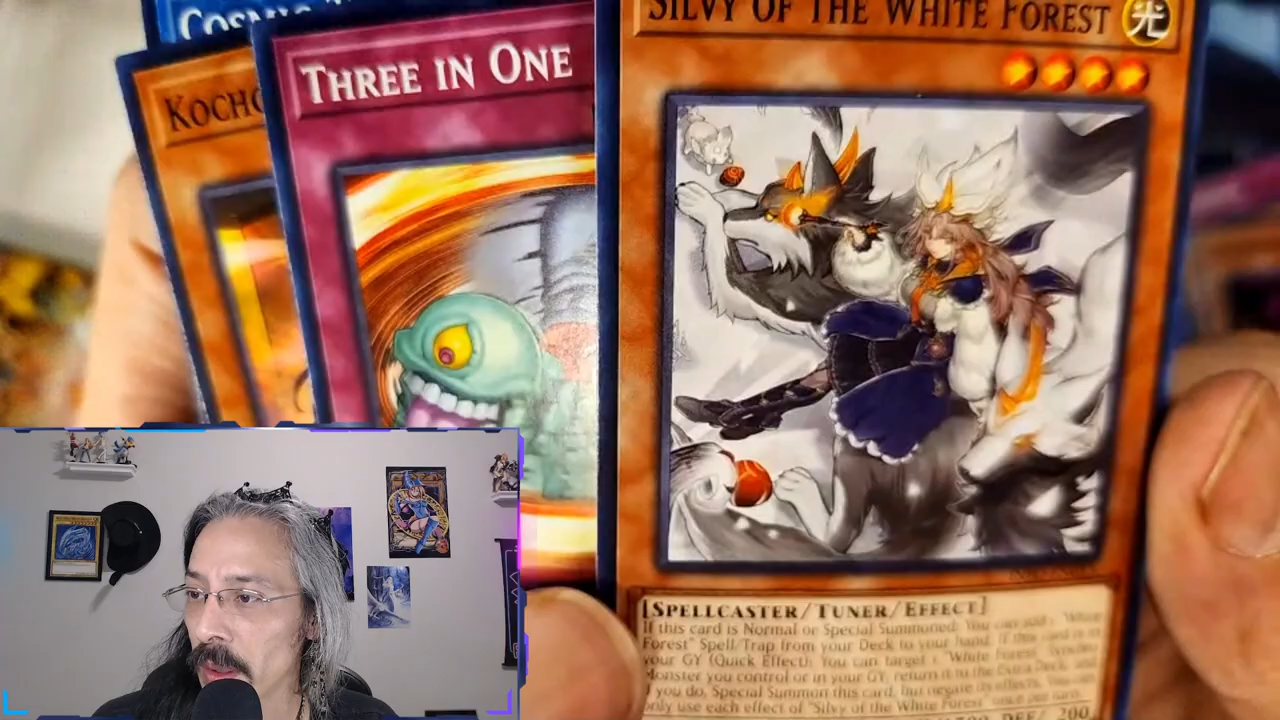 COSMIC
KOCHO
THREE IN ONE
SILVY OF THE WHITE FOREST
光
[SPELLCASTER/TUNER/EFFECT]
If this card is Normal or Special Summoned: You can add 1 "White
Forest" Spell/Trap from your Deck to your hand. If this card is in
your GY (Quick Effect): You can target 1 "White Forest" Synchro
Monster you control or in your GY; return it to the Extra Deck, and
if you do, Special Summon this card, but negate its effects. You can
only use each effect of "Silvy of the White Forest" once per turn.
DEF/ 200